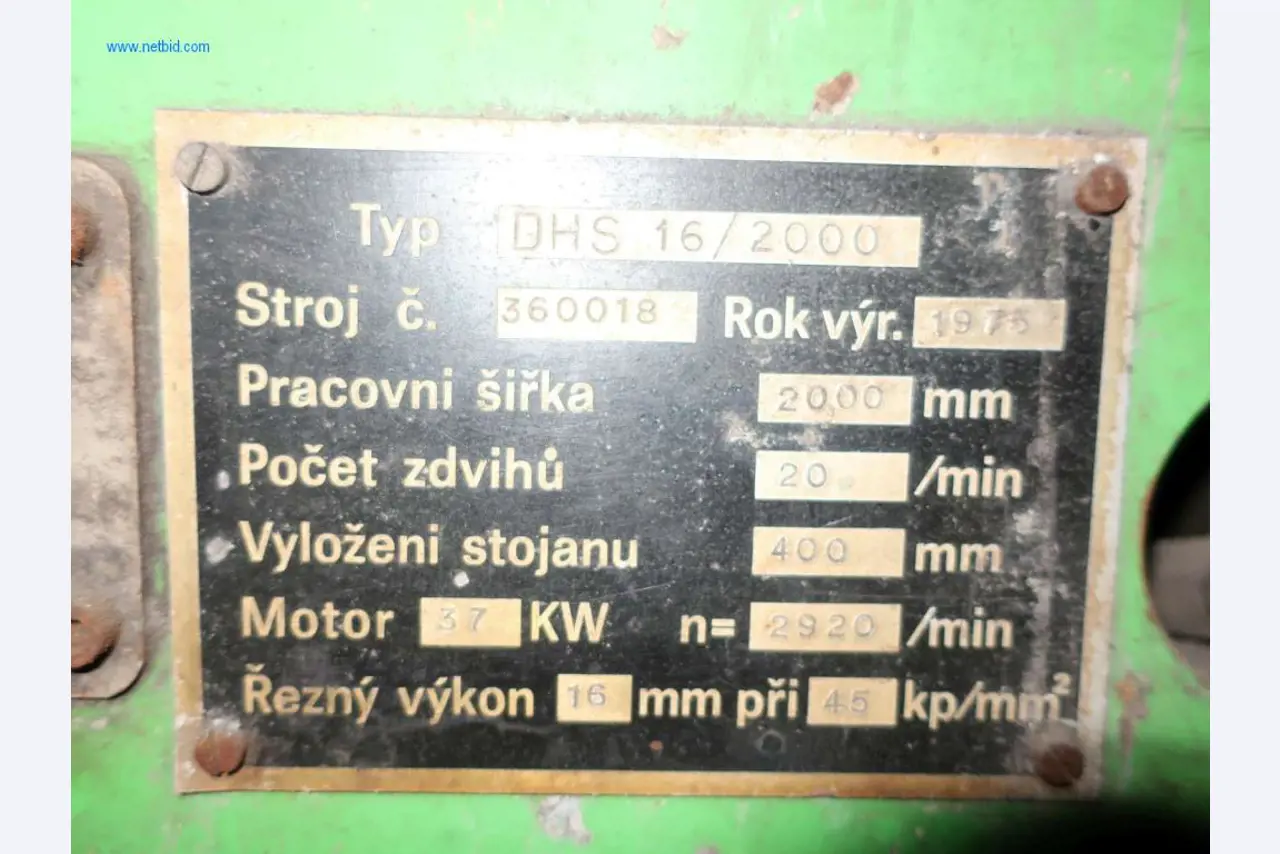 www.netbid.com
Typ DHS 16/2000
Stroj č. 360018 Rok výr. 1975
Pracovni šiřka 2000 mm
Počet zdvihů 20 /min
Vyloženi stojanu 400 mm
Motor 37 KW n= 2920 /min
Řezný výkon 16 mm při 45 kp/mm²